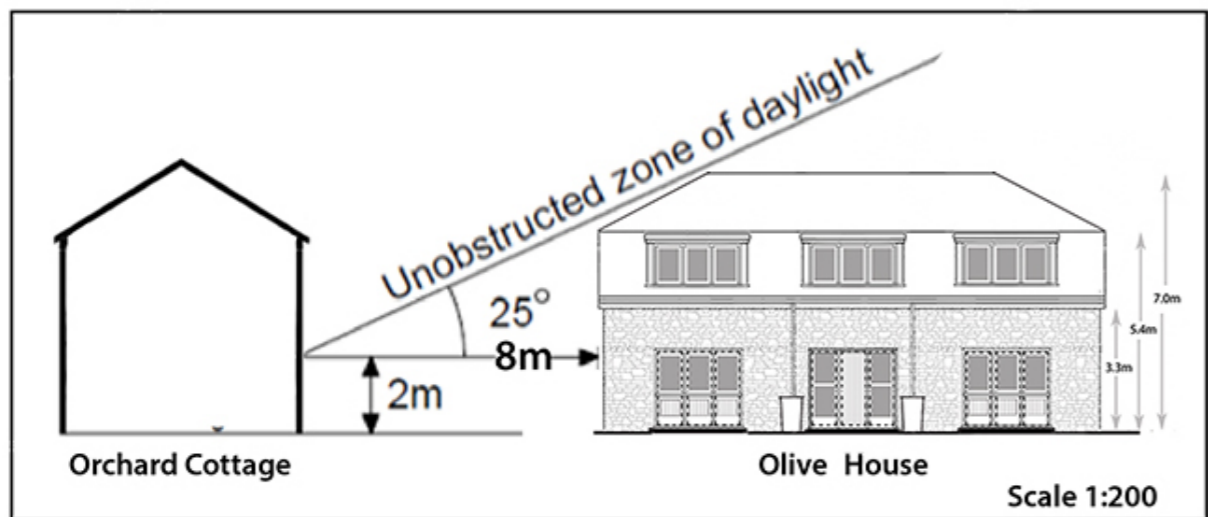 Unobstructed zone of daylight
25°
8m
2m
7.0m
5.4m
3.3m
Orchard Cottage
Olive House
Scale 1:200